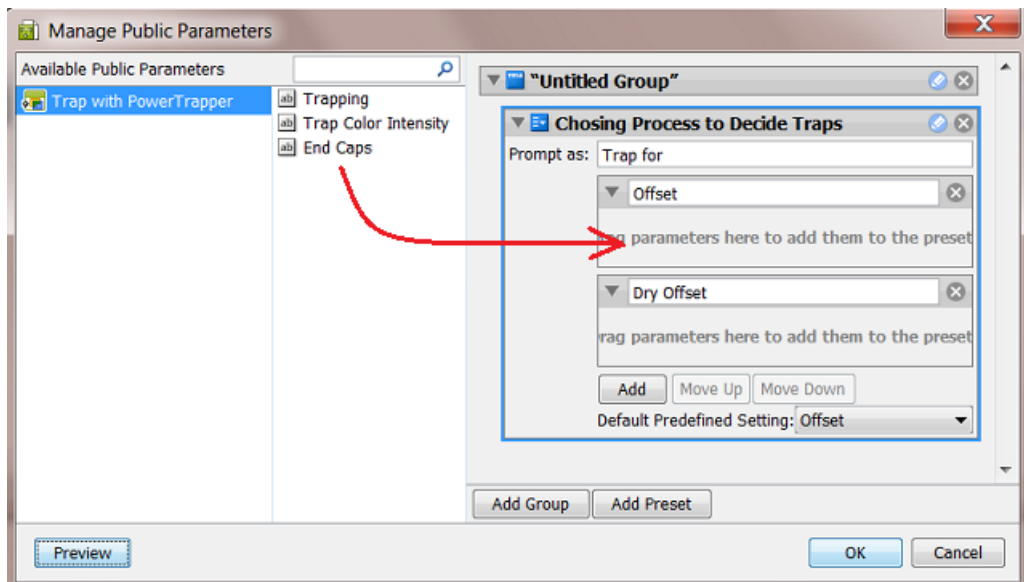 Manage Public Parameters
Available Public Parameters
Trap with PowerTrapper
Trapping
Trap Color Intensity
End Caps
"Untitled Group"
Chosing Process to Decide Traps
Prompt as: Trap for
Offset
parameters here to add them to the preset
Dry Offset
rag parameters here to add them to the preset
Add Move Up Move Down
Default Predefined Setting: Offset
Add Group Add Preset
Preview OK Cancel